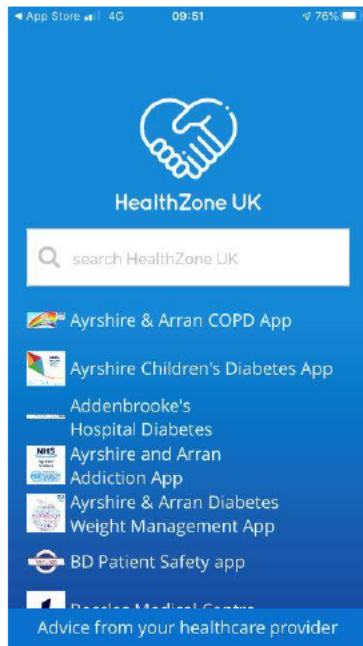 App Store 4G 09:51 76%
HealthZone UK
search HealthZone UK
Ayrshire & Arran COPD App
Ayrshire Children's Diabetes App
Addenbrooke's
Hospital Diabetes
NHS
Ayrshire and Arran
Addiction App
Ayrshire & Arran Diabetes
Weight Management App
BD Patient Safety app
Advice from your healthcare provider